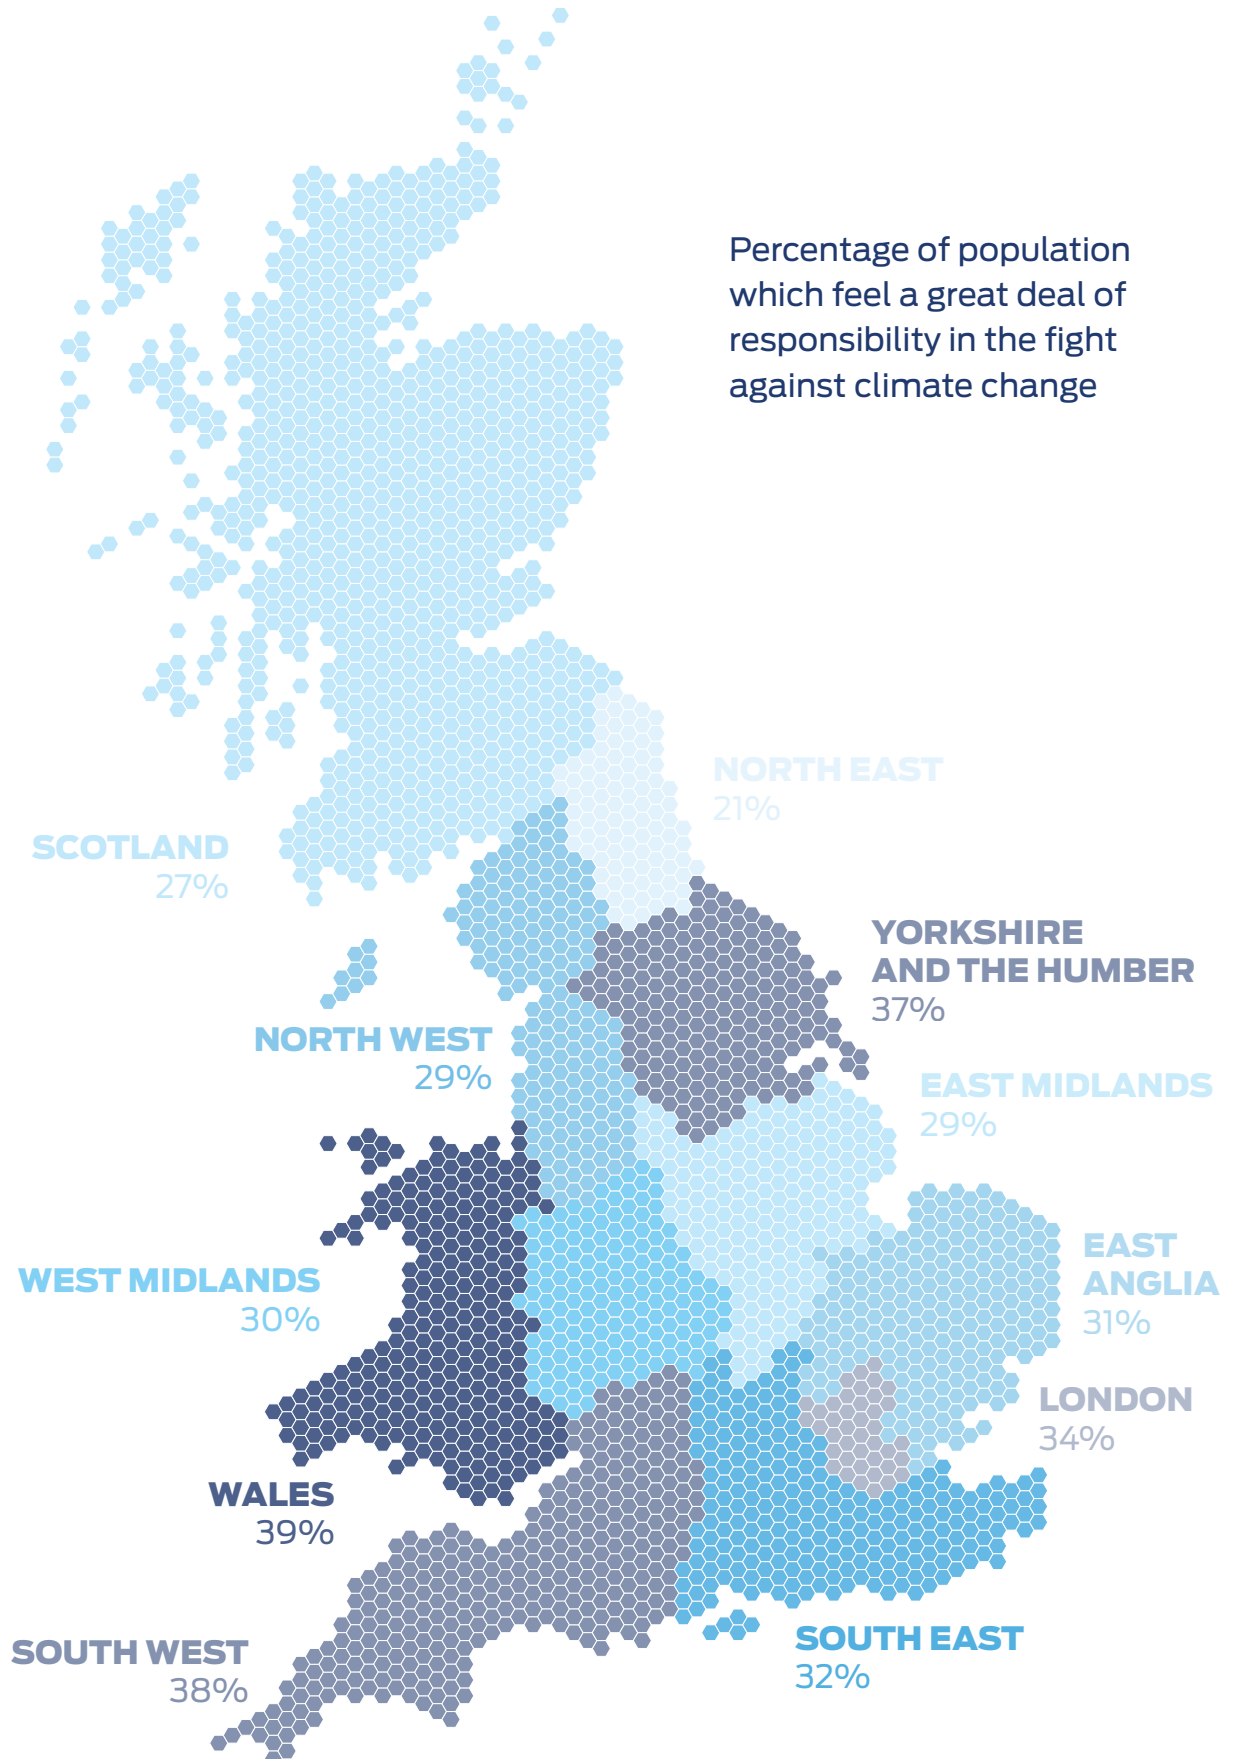 Percentage of population
which feel a great deal of
responsibility in the fight
against climate change
NORTH EAST
21%
SCOTLAND
27%
YORKSHIRE
AND THE HUMBER
37%
NORTH WEST
29%
EAST MIDLANDS
29%
EAST
ANGLIA
31%
WEST MIDLANDS
30%
LONDON
34%
WALES
39%
SOUTH EAST
32%
SOUTH WEST
38%